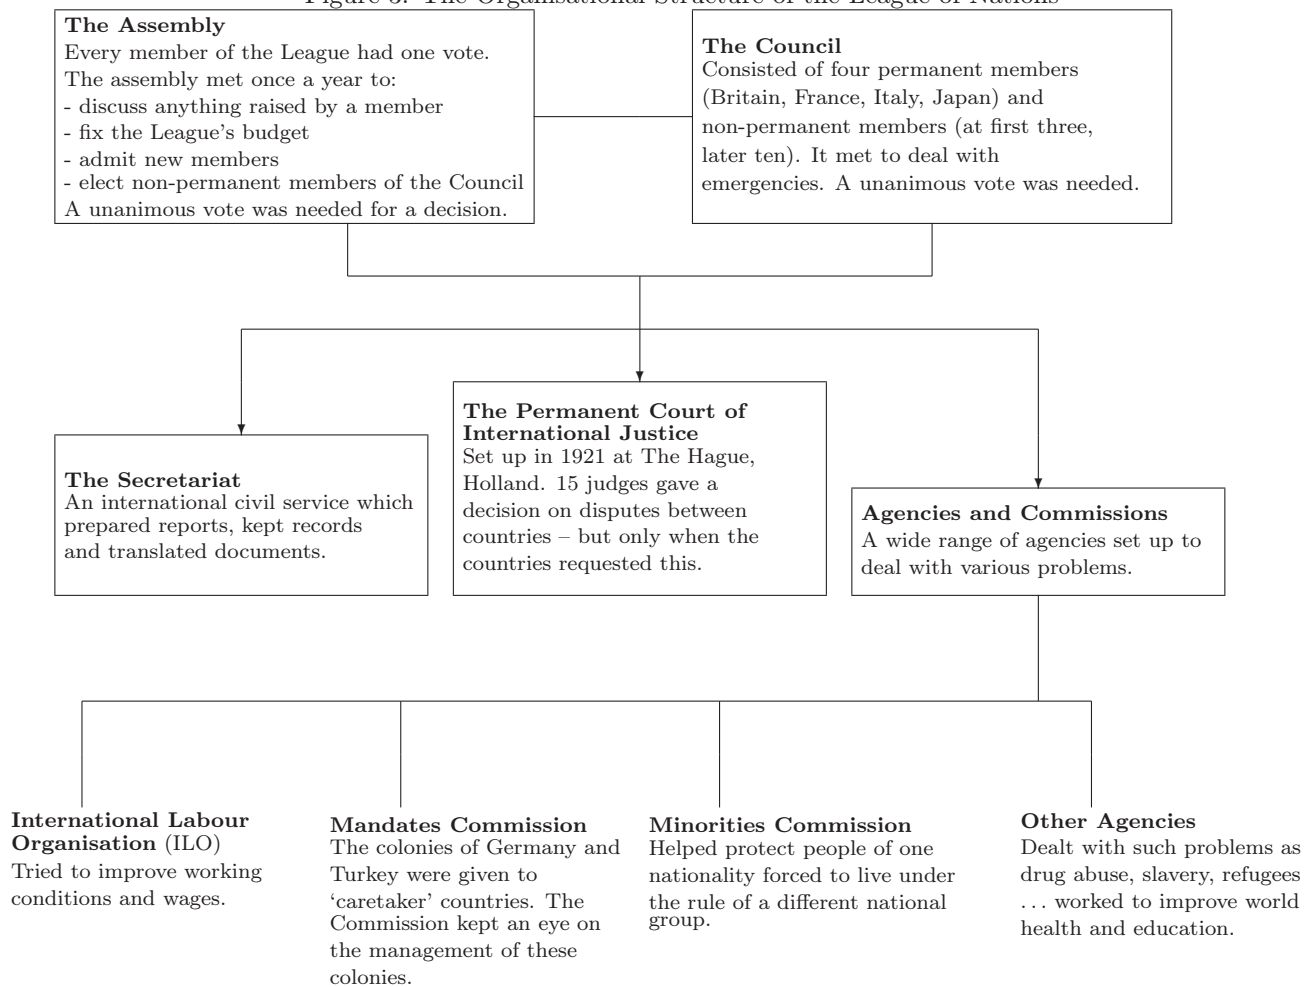 Figure 3: The Organisational Structure of the League of Nations
The Assembly
Every member of the League had one vote.
The assembly met once a year to:
- discuss anything raised by a member
- fix the League's budget
- admit new members
- elect non-permanent members of the Council
A unanimous vote was needed for a decision.
The Council
Consisted of four permanent members
(Britain, France, Italy, Japan) and
non-permanent members (at first three,
later ten). It met to deal with
emergencies. A unanimous vote was needed.
The Secretariat
An international civil service which
prepared reports, kept records
and translated documents.
The Permanent Court of
International Justice
Set up in 1921 at The Hague,
Holland. 15 judges gave a
decision on disputes between
countries – but only when the
countries requested this.
Agencies and Commissions
A wide range of agencies set up to
deal with various problems.
International Labour
Organisation (ILO)
Tried to improve working
conditions and wages.
Mandates Commission
The colonies of Germany and
Turkey were given to
‘caretaker’ countries. The
Commission kept an eye on
the management of these
colonies.
Minorities Commission
Helped protect people of one
nationality forced to live under
the rule of a different national
group.
Other Agencies
Dealt with such problems as
drug abuse, slavery, refugees
... worked to improve world
health and education.